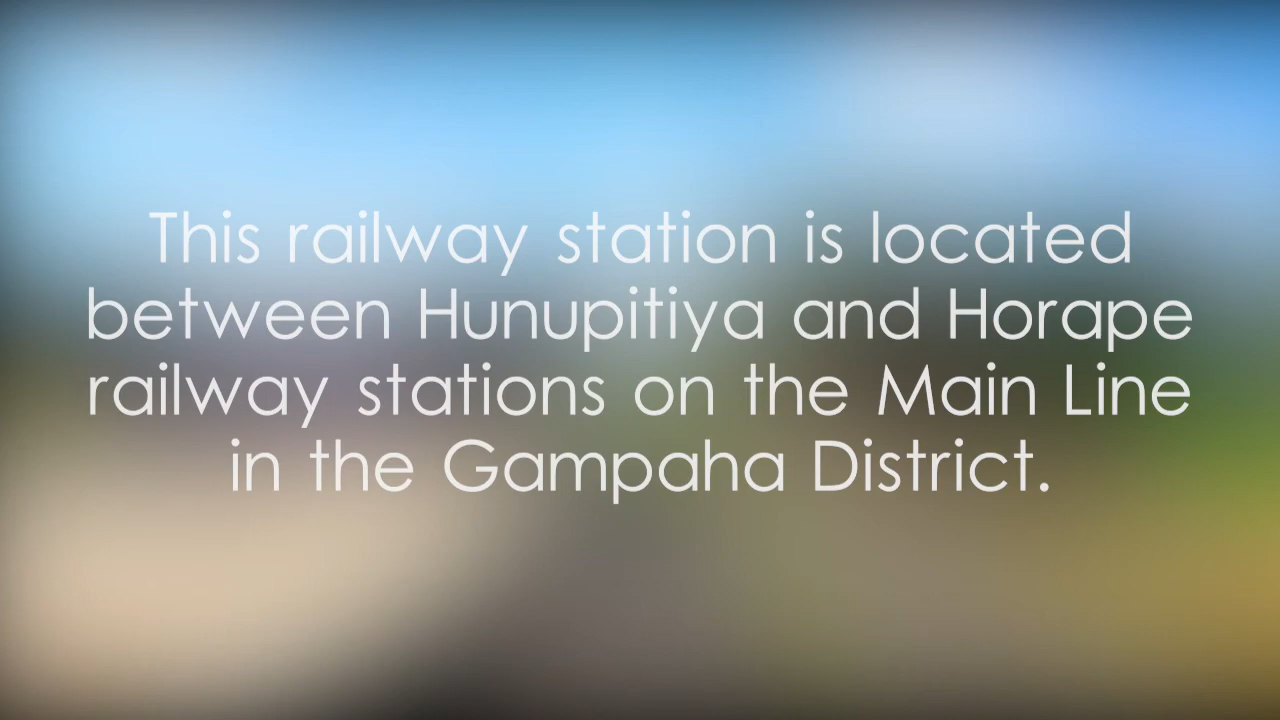 This railway station is located
between Hunupitiya and Horape
railway stations on the Main Line
in the Gampaha District.